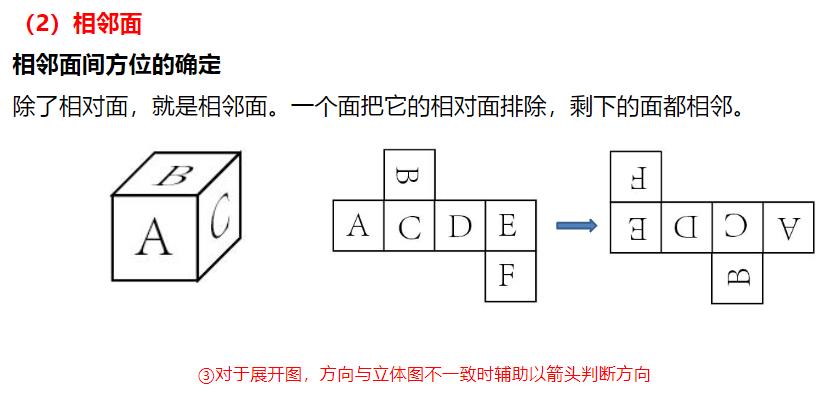 （2）相邻面
相邻面间方位的确定
除了相对面，就是相邻面。一个面把它的相对面排除，剩下的面都相邻。
B
A
C
B
A C D E
F
F
E D C A
B
③对于展开图，方向与立体图不一致时辅助以箭头判断方向